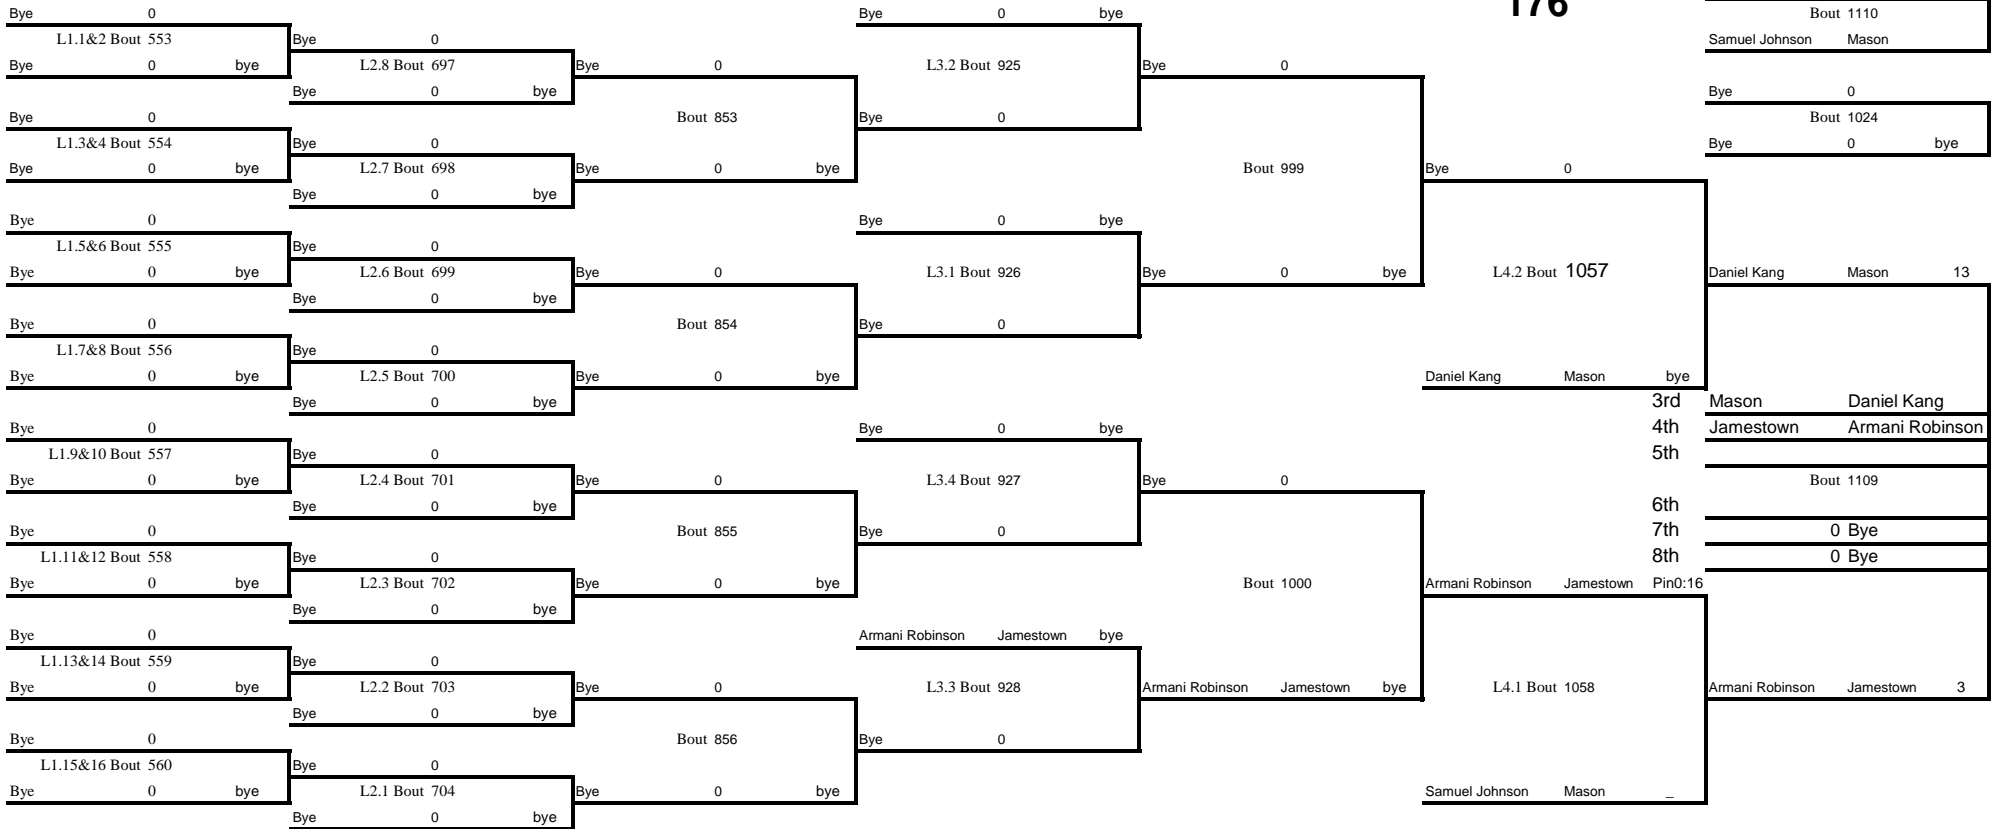 176
Bye 0 Bye 0 bye Bout 1110
L1.1&2 Bout 553 Bye 0 Samuel Johnson Mason
Bye 0 bye L2.8 Bout 697 Bye 0 L3.2 Bout 925 Bye 0
Bye 0 bye Bye 0
Bye 0 Bout 853 Bye 0 Bout 1024
L1.3&4 Bout 554 Bye 0 Bye 0 bye
Bye 0 bye L2.7 Bout 698 Bye 0 bye Bout 999 Bye 0
Bye 0 bye
Bye 0 Bye 0 bye
L1.5&6 Bout 555 Bye 0
Bye 0 bye L2.6 Bout 699 Bye 0 L3.1 Bout 926 Bye 0 bye L4.2 Bout 1057 Daniel Kang Mason 13
Bye 0 bye
Bye 0 Bout 854 Bye 0
L1.7&8 Bout 556 Bye 0
Bye 0 bye L2.5 Bout 700 Bye 0 bye Daniel Kang Mason bye
Bye 0 bye 3rd Mason Daniel Kang
Bye 0 Bye 0 bye 4th Jamestown Armani Robinson
L1.9&10 Bout 557 Bye 0 5th
Bye 0 bye L2.4 Bout 701 Bye 0 L3.4 Bout 927 Bye 0 Bout 1109
Bye 0 bye 6th
Bye 0 Bout 855 Bye 0 7th 0 Bye
L1.11&12 Bout 558 Bye 0 8th 0 Bye
Bye 0 bye L2.3 Bout 702 Bye 0 bye Bout 1000 Armani Robinson Jamestown Pin0:16
Bye 0 bye
Bye 0 Armani Robinson Jamestown bye
L1.13&14 Bout 559 Bye 0
Bye 0 bye L2.2 Bout 703 Bye 0 L3.3 Bout 928 Armani Robinson Jamestown bye L4.1 Bout 1058 Armani Robinson Jamestown 3
Bye 0 bye
Bye 0 Bout 856 Bye 0
L1.15&16 Bout 560 Bye 0
Bye 0 bye L2.1 Bout 704 Bye 0 bye Samuel Johnson Mason _
Bye 0 bye